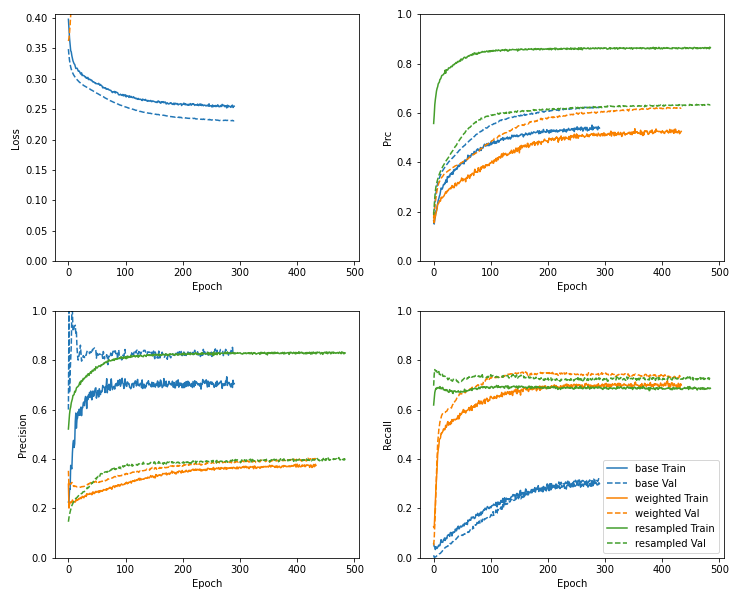 0.40
0.35
0.30
0.25
0.20
0.15
0.10
0.05
0.00
Loss
0 100 200 300 400 500
Epoch
1.0
0.8
0.6
0.4
0.2
0.0
Prc
0 100 200 300 400 500
Epoch
1.0
0.8
0.6
0.4
0.2
0.0
Precision
0 100 200 300 400 500
Epoch
1.0
0.8
0.6
0.4
0.2
0.0
Recall
0 100 200 300 400 500
Epoch
base Train
base Val
weighted Train
weighted Val
resampled Train
resampled Val